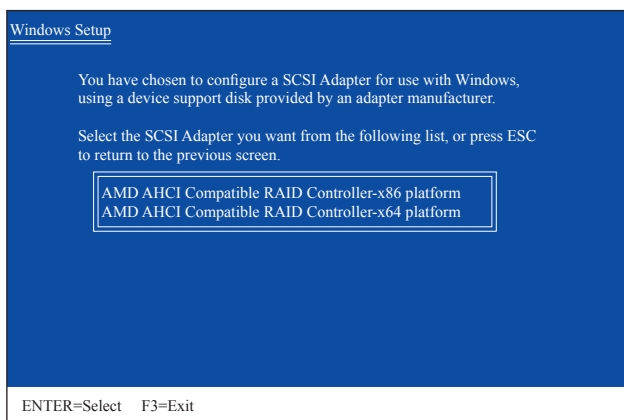 Windows Setup
You have chosen to configure a SCSI Adapter for use with Windows,
using a device support disk provided by an adapter manufacturer.
Select the SCSI Adapter you want from the following list, or press ESC
to return to the previous screen.
AMD AHCI Compatible RAID Controller-x86 platform
AMD AHCI Compatible RAID Controller-x64 platform
ENTER=Select F3=Exit